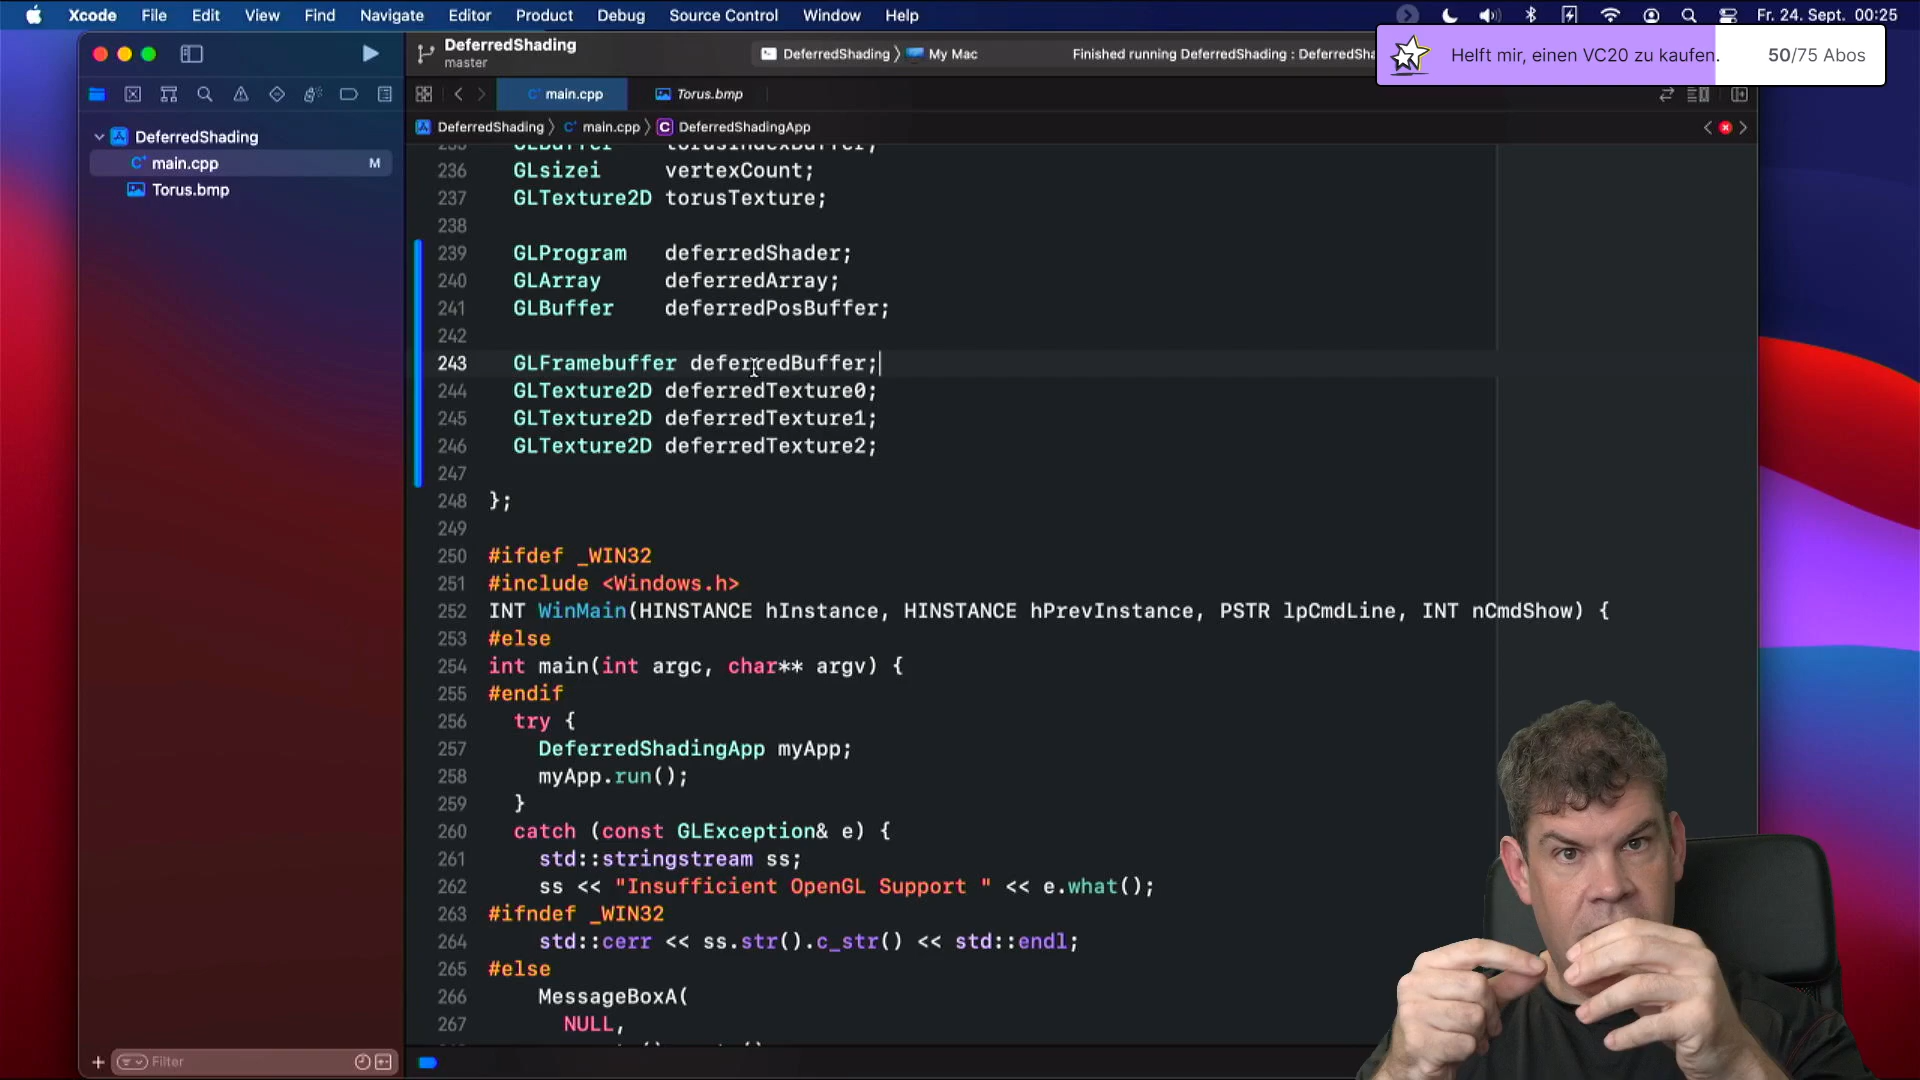 Xcode File Edit View Find Navigate Editor Product Debug Source Control Window Help Fr. 24. Sept. 00:25
DeferredShading
master
DeferredShading 〉 My Mac
Finished running DeferredShading : DeferredSha
Helft mir, einen VC20 zu kaufen. 50/75 Abos
main.cpp
Torus.bmp
DeferredShading 〉 main.cpp 〉 C DeferredShadingApp
DeferredShading
main.cpp M
Torus.bmp
235 GLBuffer torusIndexBuffer;
236 GLsizei vertexCount;
237 GLTexture2D torusTexture;
238
239 GLProgram deferredShader;
240 GLArray deferredArray;
241 GLBuffer deferredPosBuffer;
242
243 GLFramebuffer deferredBuffer;
244 GLTexture2D deferredTexture0;
245 GLTexture2D deferredTexture1;
246 GLTexture2D deferredTexture2;
247
248 };
249
250 #ifdef _WIN32
251 #include <Windows.h>
252 INT WinMain(HINSTANCE hInstance, HINSTANCE hPrevInstance, PSTR lpCmdLine, INT nCmdShow) {
253 #else
254 int main(int argc, char** argv) {
255 #endif
256 try {
257 DeferredShadingApp myApp;
258 myApp.run();
259 }
260 catch (const GLException& e) {
261 std::stringstream ss;
262 ss << "Insufficient OpenGL Support " << e.what();
263 #ifndef _WIN32
264 std::cerr << ss.str().c_str() << std::endl;
265 #else
266 MessageBoxA(
267 NULL,
Filter